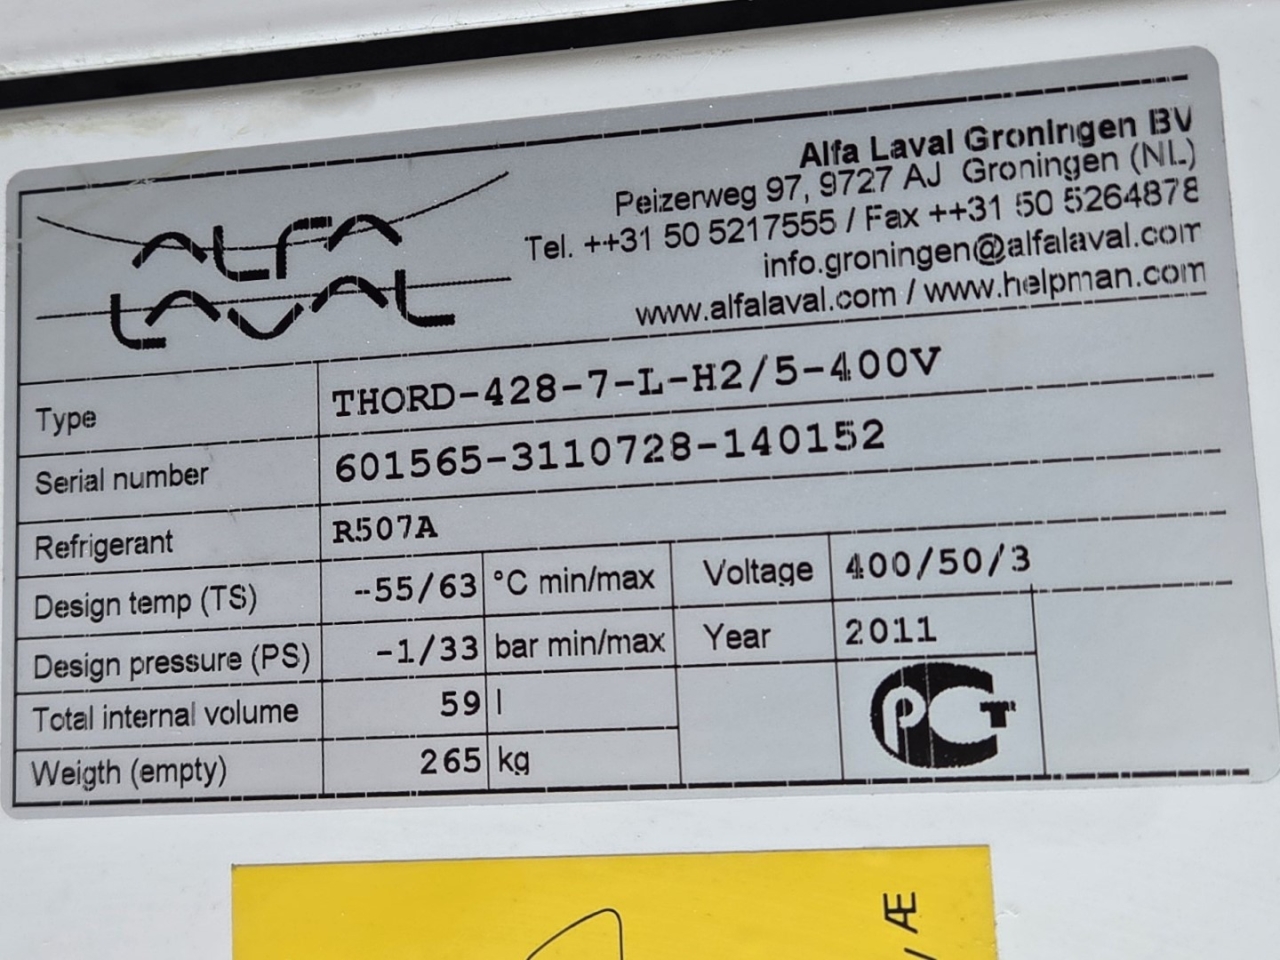 Alfa Laval Groningen BV
Peizerweg 97, 9727 AJ Groningen (NL)
Tel. ++31 50 5217555 / Fax ++31 50 5264878
info.groningen@alfalaval.com
www.alfalaval.com / www.helpman.com
ALFA
LAVAL
Type THORD-428-7-L-H2/5-400V
Serial number 601565-3110728-140152
Refrigerant R507A
Design temp (TS) -55/63 °C min/max Voltage 400/50/3
Design pressure (PS) -1/33 bar min/max Year 2011
Total internal volume 59 l
Weigth (empty) 265 kg
PCT
Æ